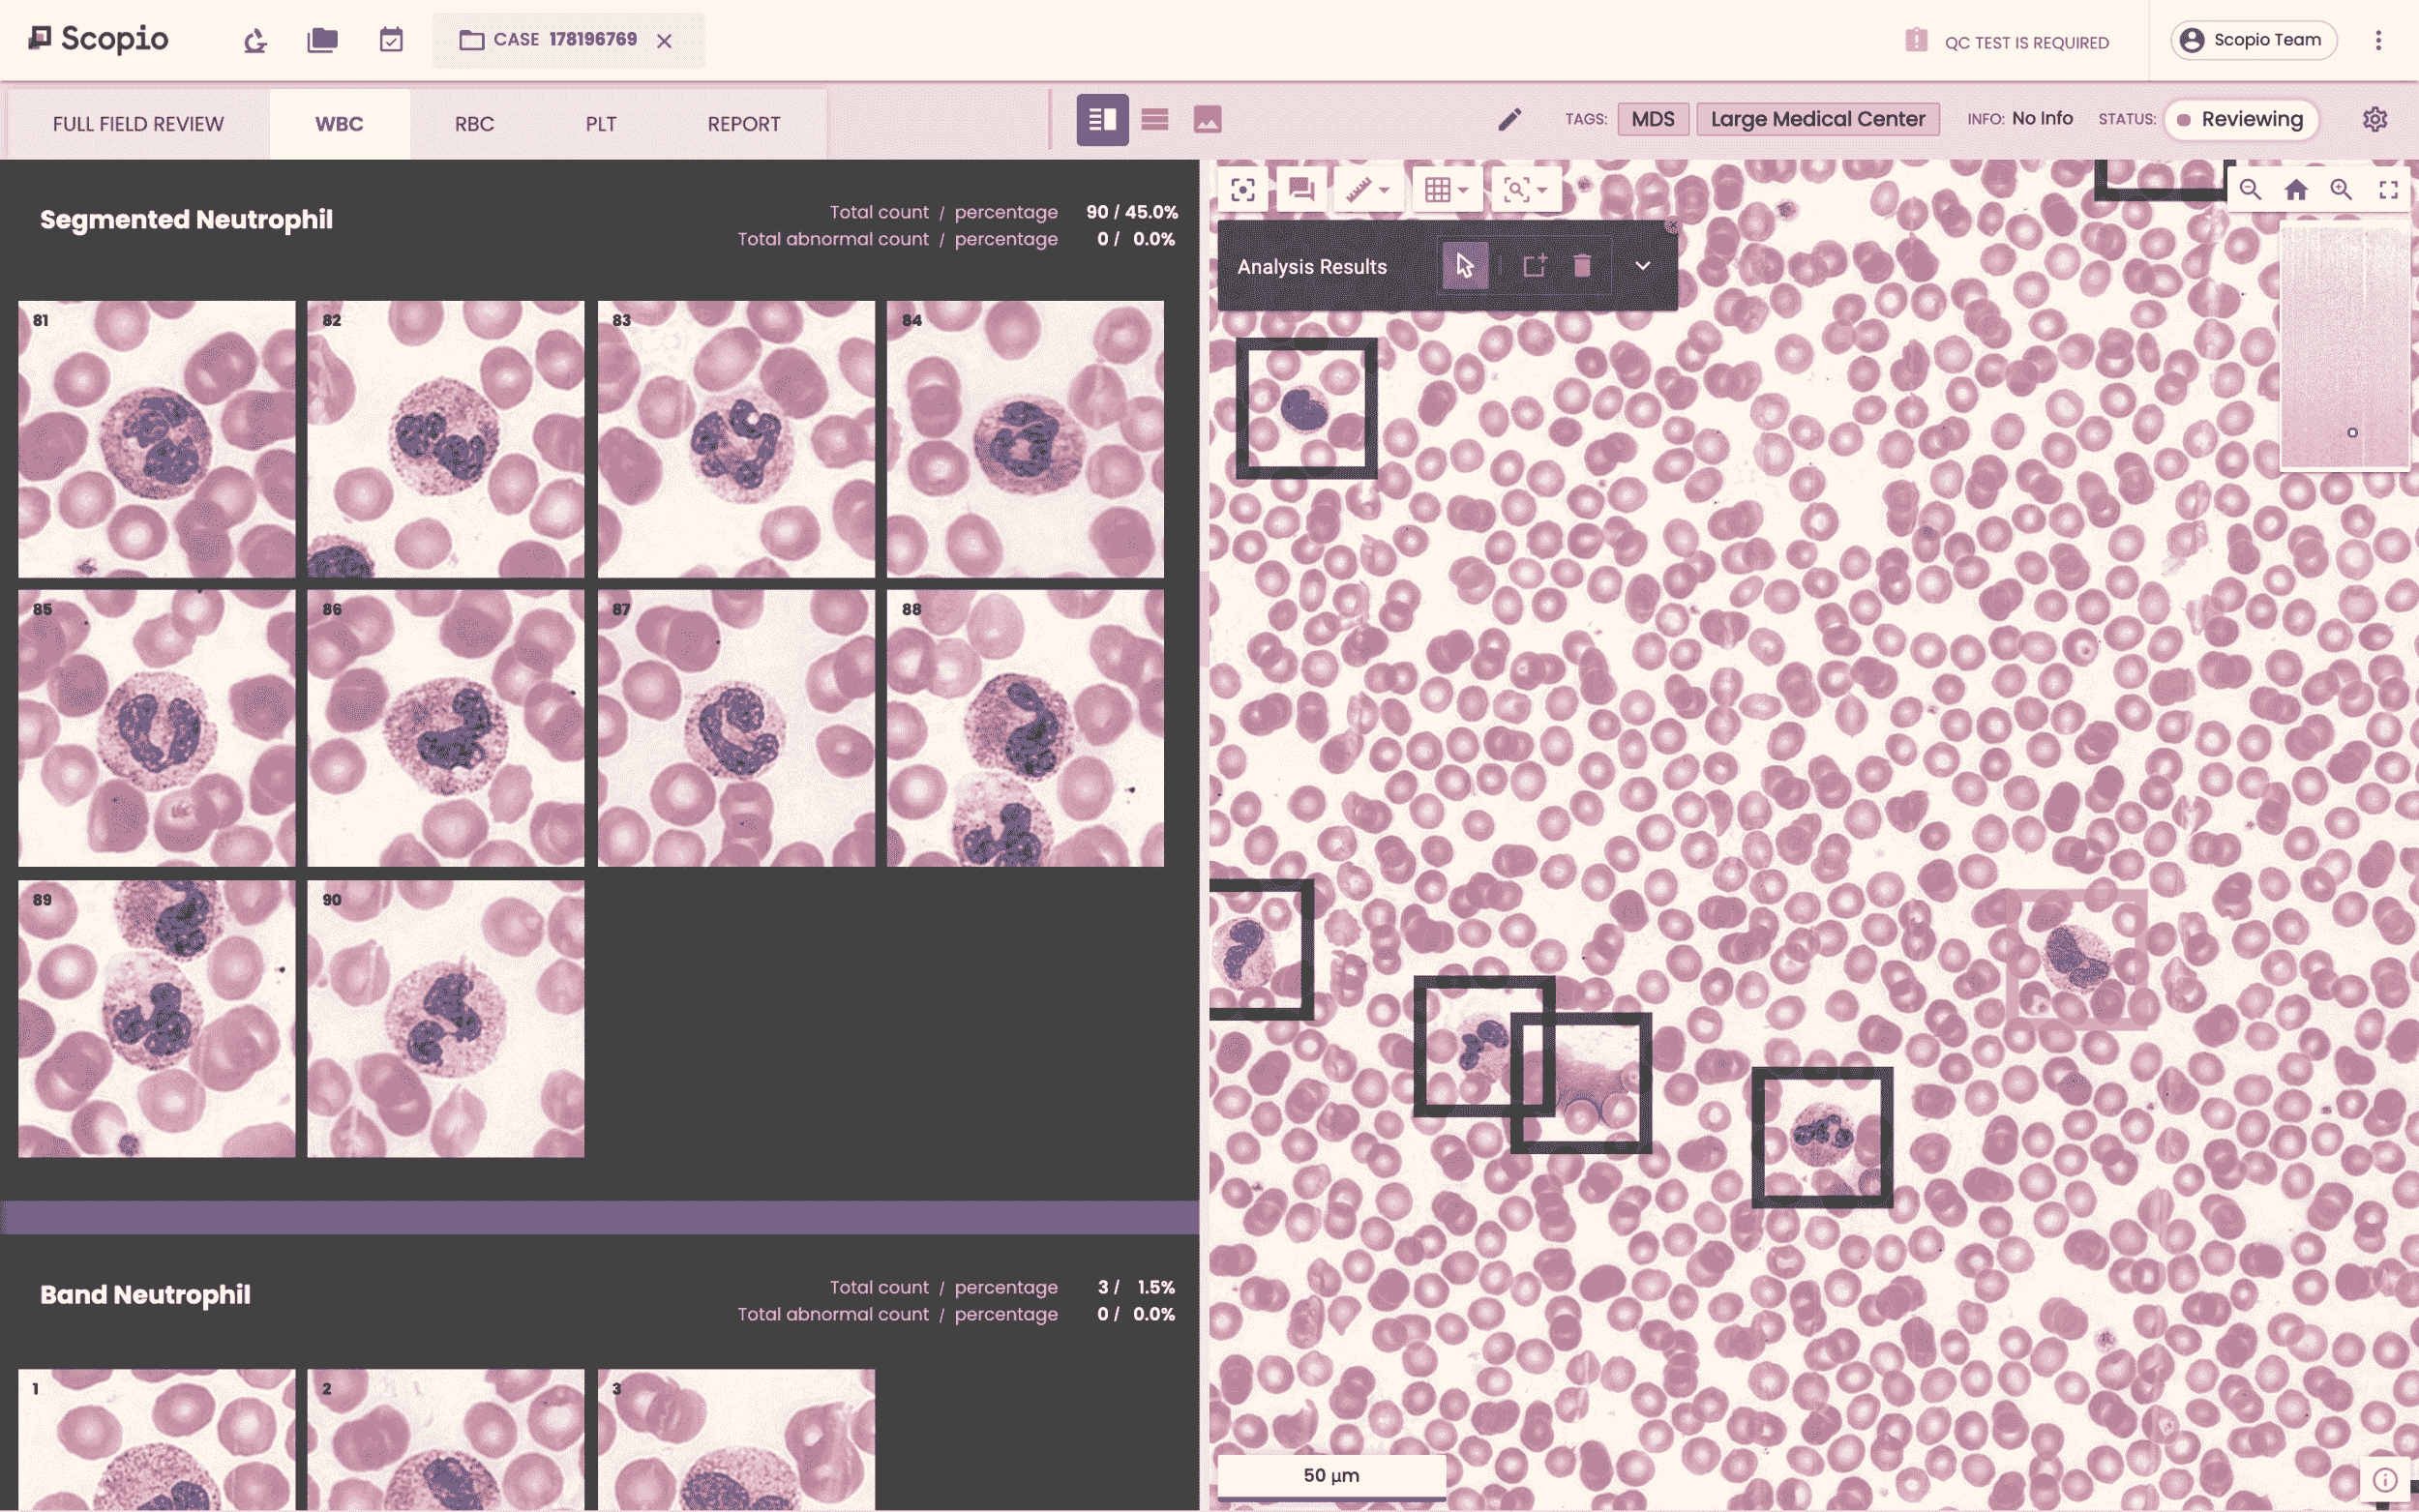 Scopio
CASE 178196769
QC TEST IS REQUIRED
Scopio Team
FULL FIELD REVIEW
WBC
RBC
PLT
REPORT
TAGS: MDS Large Medical Center
INFO: No Info
STATUS: Reviewing
Segmented Neutrophil
Total count / percentage 90 / 45.0%
Total abnormal count / percentage 0 / 0.0%
81
82
83
84
85
86
87
88
89
90
Band Neutrophil
Total count / percentage 3 / 1.5%
Total abnormal count / percentage 0 / 0.0%
1
2
3
Analysis Results
50 µm